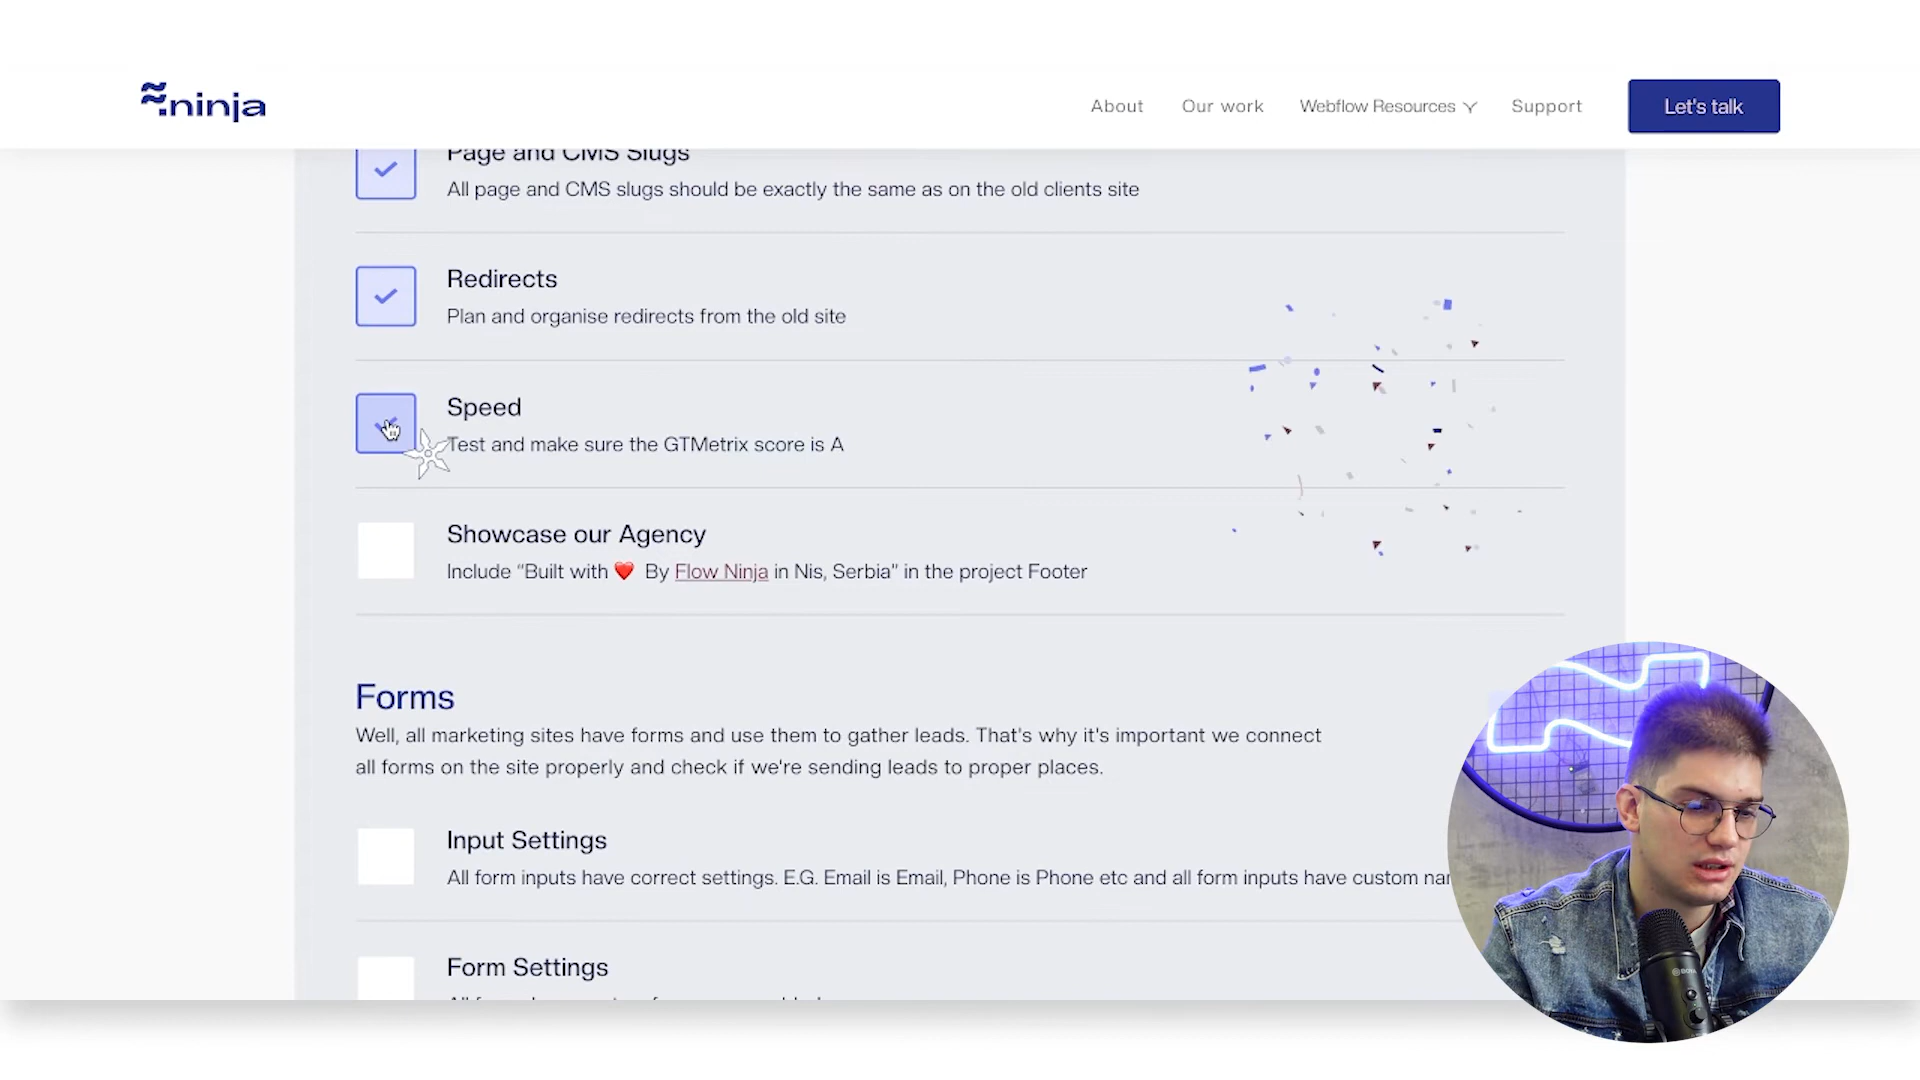 ninja
About
Our work
Webflow Resources
Support
Let's talk
Page and CMS Slugs
All page and CMS slugs should be exactly the same as on the old clients site
Redirects
Plan and organise redirects from the old site
Speed
Test and make sure the GTMetrix score is A
Showcase our Agency
Include “Built with ❤️ By Flow Ninja in Nis, Serbia” in the project Footer
Forms
Well, all marketing sites have forms and use them to gather leads. That's why it's important we connect
all forms on the site properly and check if we're sending leads to proper places.
Input Settings
All form inputs have correct settings. E.G. Email is Email, Phone is Phone etc and all form inputs have custom
Form Settings
BOYA